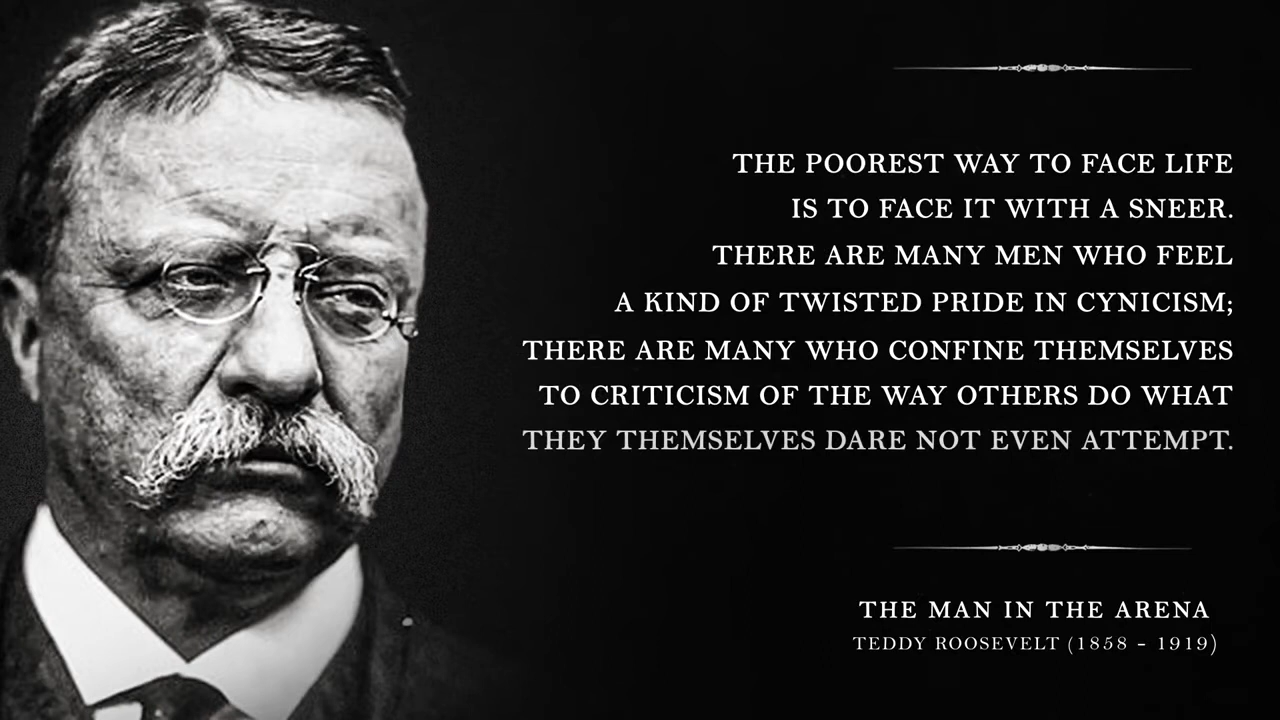 THE POOREST WAY TO FACE LIFE
IS TO FACE IT WITH A SNEER.
THERE ARE MANY MEN WHO FEEL
A KIND OF TWISTED PRIDE IN CYNICISM;
THERE ARE MANY WHO CONFINE THEMSELVES
TO CRITICISM OF THE WAY OTHERS DO WHAT
THEY THEMSELVES DARE NOT EVEN ATTEMPT.
THE MAN IN THE ARENA
TEDDY ROOSEVELT (1858 - 1919)